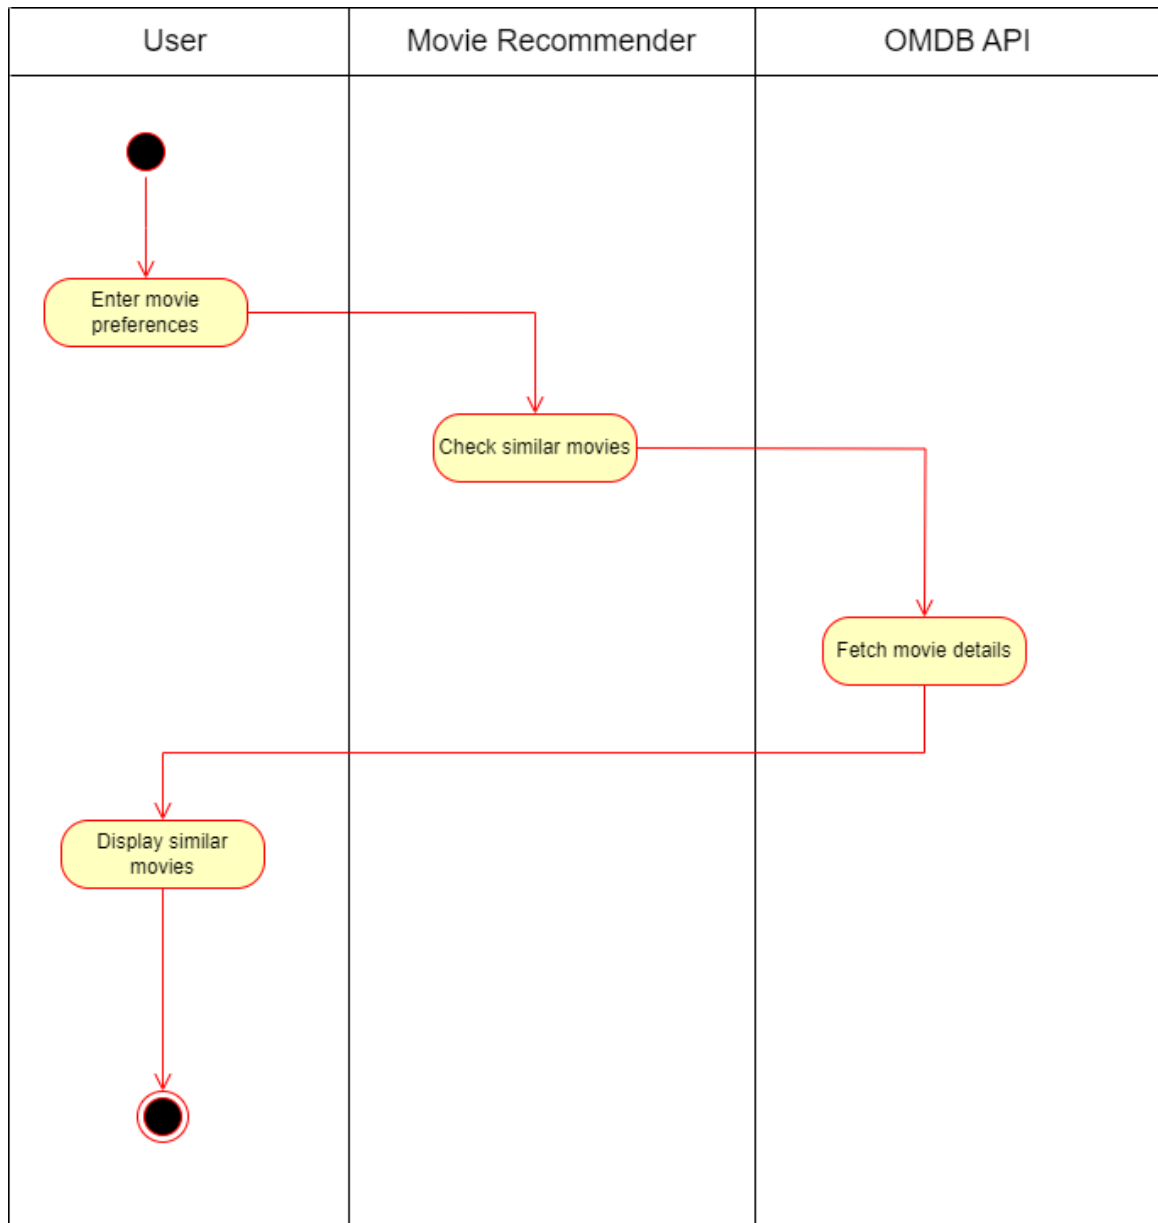 User
Movie Recommender
OMDB API
Enter movie
preferences
Check similar movies
Fetch movie details
Display similar
movies